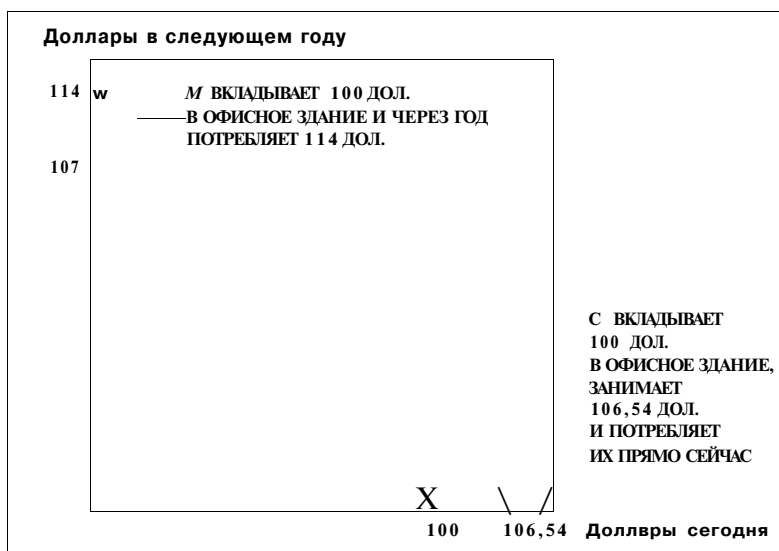 Доллары в следующем году
114 w М ВКЛАДЫВАЕТ 100 ДОЛ.
В ОФИСНОЕ ЗДАНИЕ И ЧЕРЕЗ ГОД
ПОТРЕБЛЯЕТ 114 ДОЛ.
107
С ВКЛАДЫВАЕТ
100 ДОЛ.
В ОФИСНОЕ ЗДАНИЕ,
ЗАНИМАЕТ
106,54 ДОЛ.
И ПОТРЕБЛЯЕТ
ИХ ПРЯМО СЕЙЧАС
X \ /
100 106,54 Доллвры сегодня